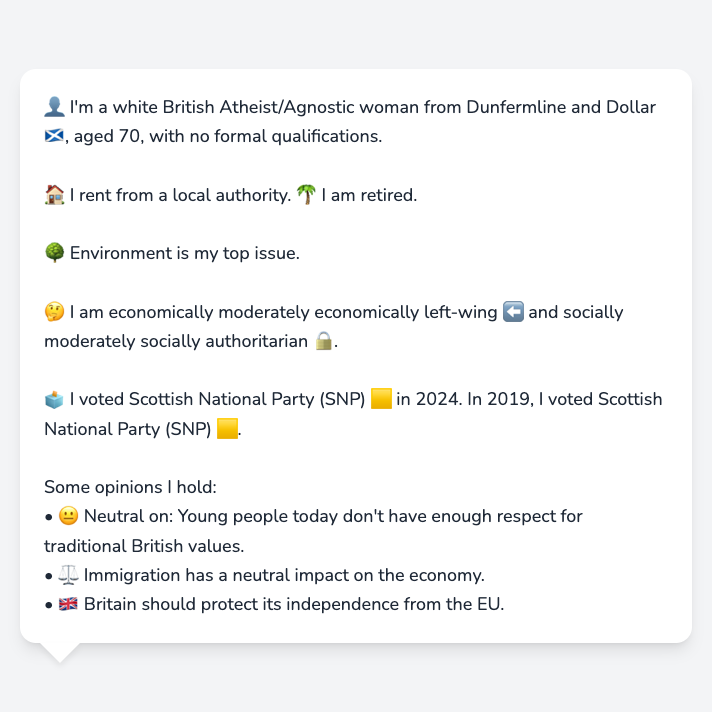 👤 I'm a white British Atheist/Agnostic woman from Dunfermline and Dollar
🏴󠁧󠁢󠁳󠁣󠁴󠁿, aged 70, with no formal qualifications.
🏠 I rent from a local authority. 🌴 I am retired.
🌳 Environment is my top issue.
🤔 I am economically moderately economically left-wing ⬅️ and socially
moderately socially authoritarian 🔒.
🗳️ I voted Scottish National Party (SNP) 🟨 in 2024. In 2019, I voted Scottish
National Party (SNP) 🟨.
Some opinions I hold:
• 😐 Neutral on: Young people today don't have enough respect for
traditional British values.
• ⚖️ Immigration has a neutral impact on the economy.
• 🇬🇧 Britain should protect its independence from the EU.